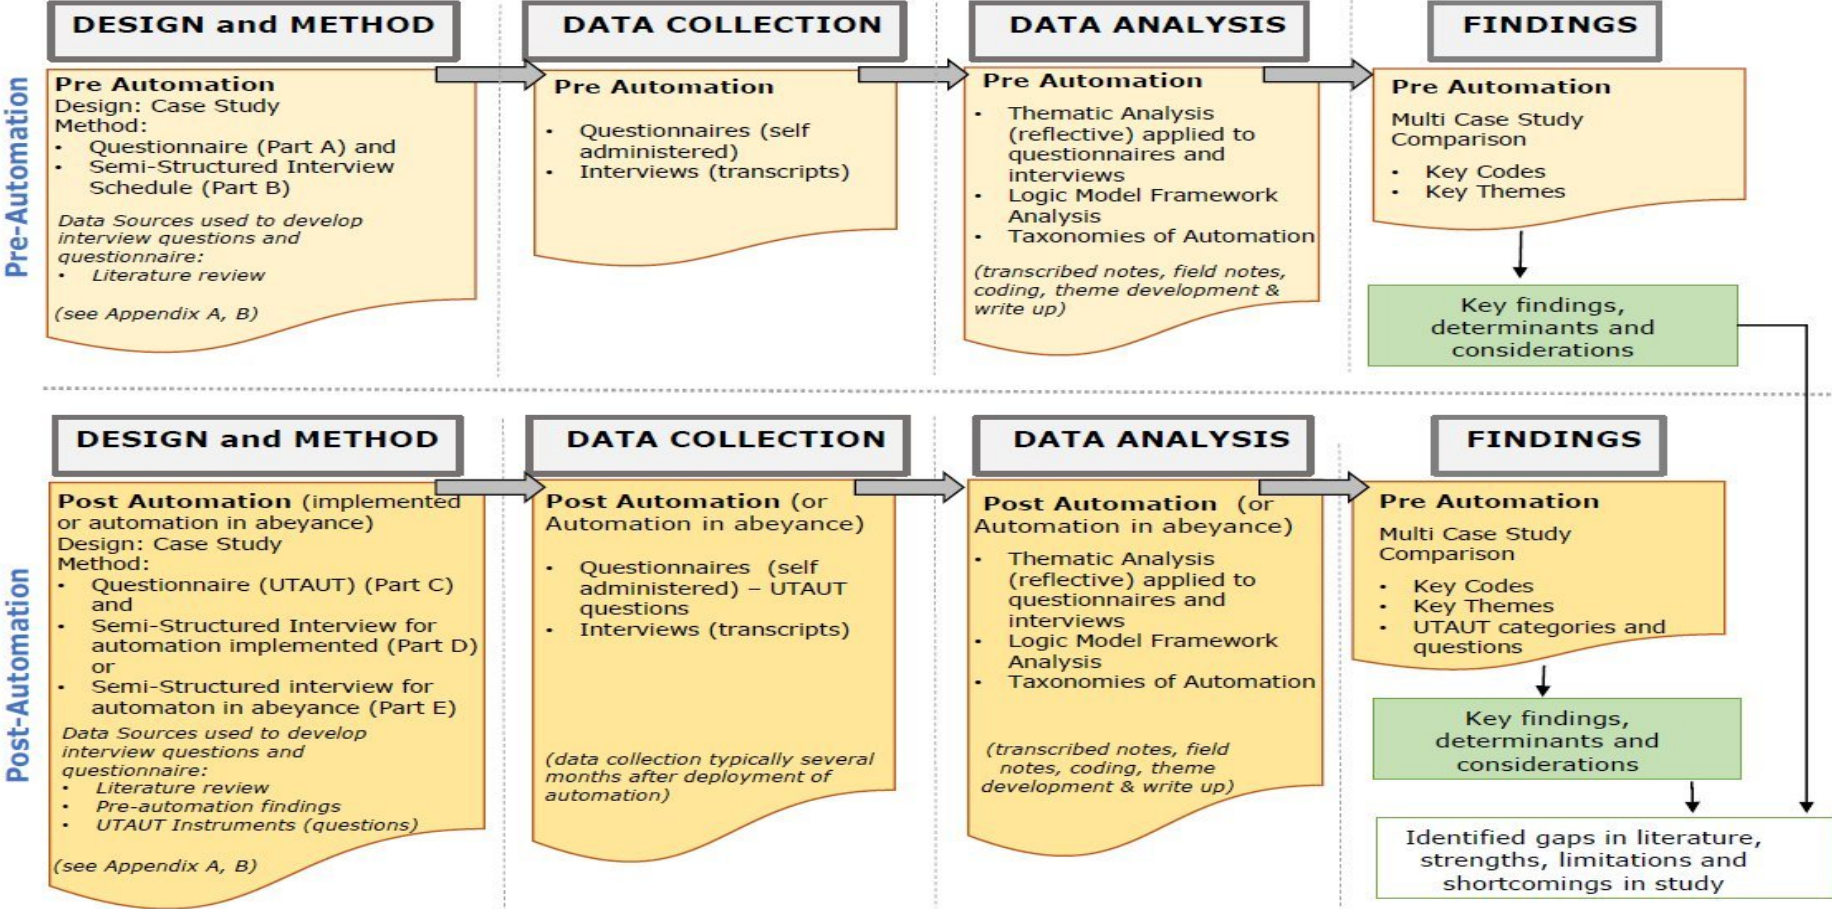 Pre-Automation
DESIGN and METHOD
Pre Automation
Design: Case Study
Method:
• Questionnaire (Part A) and
• Semi-Structured Interview
Schedule (Part B)
Data Sources used to develop
interview questions and
questionnaire:
• Literature review
(see Appendix A, B)
DATA COLLECTION
Pre Automation
• Questionnaires (self
administered)
• Interviews (transcripts)
DATA ANALYSIS
Pre Automation
• Thematic Analysis
(reflective) applied to
questionnaires and
interviews
• Logic Model Framework
Analysis
• Taxonomies of Automation
(transcribed notes, field notes,
coding, theme development &
write up)
FINDINGS
Pre Automation
Multi Case Study
Comparison
• Key Codes
• Key Themes
Key findings,
determinants and
considerations
Post-Automation
DESIGN and METHOD
Post Automation (implemented
or automation in abeyance)
Design: Case Study
Method:
• Questionnaire (UTAUT) (Part C)
and
• Semi-Structured Interview for
automation implemented (Part D)
or
• Semi-Structured interview for
automaton in abeyance (Part E)
Data Sources used to develop
interview questions and
questionnaire:
• Literature review
• Pre-automation findings
• UTAUT Instruments (questions)
(see Appendix A, B)
DATA COLLECTION
Post Automation (or
Automation in abeyance)
• Questionnaires (self
administered) – UTAUT
questions
• Interviews (transcripts)
(data collection typically several
months after deployment of
automation)
DATA ANALYSIS
Post Automation (or
Automation in abeyance)
• Thematic Analysis
(reflective) applied to
questionnaires and
interviews
• Logic Model Framework
Analysis
• Taxonomies of Automation
(transcribed notes, field
notes, coding, theme
development & write up)
FINDINGS
Pre Automation
Multi Case Study
Comparison
• Key Codes
• Key Themes
• UTAUT categories and
questions
Key findings,
determinants and
considerations
Identified gaps in literature,
strengths, limitations and
shortcomings in study